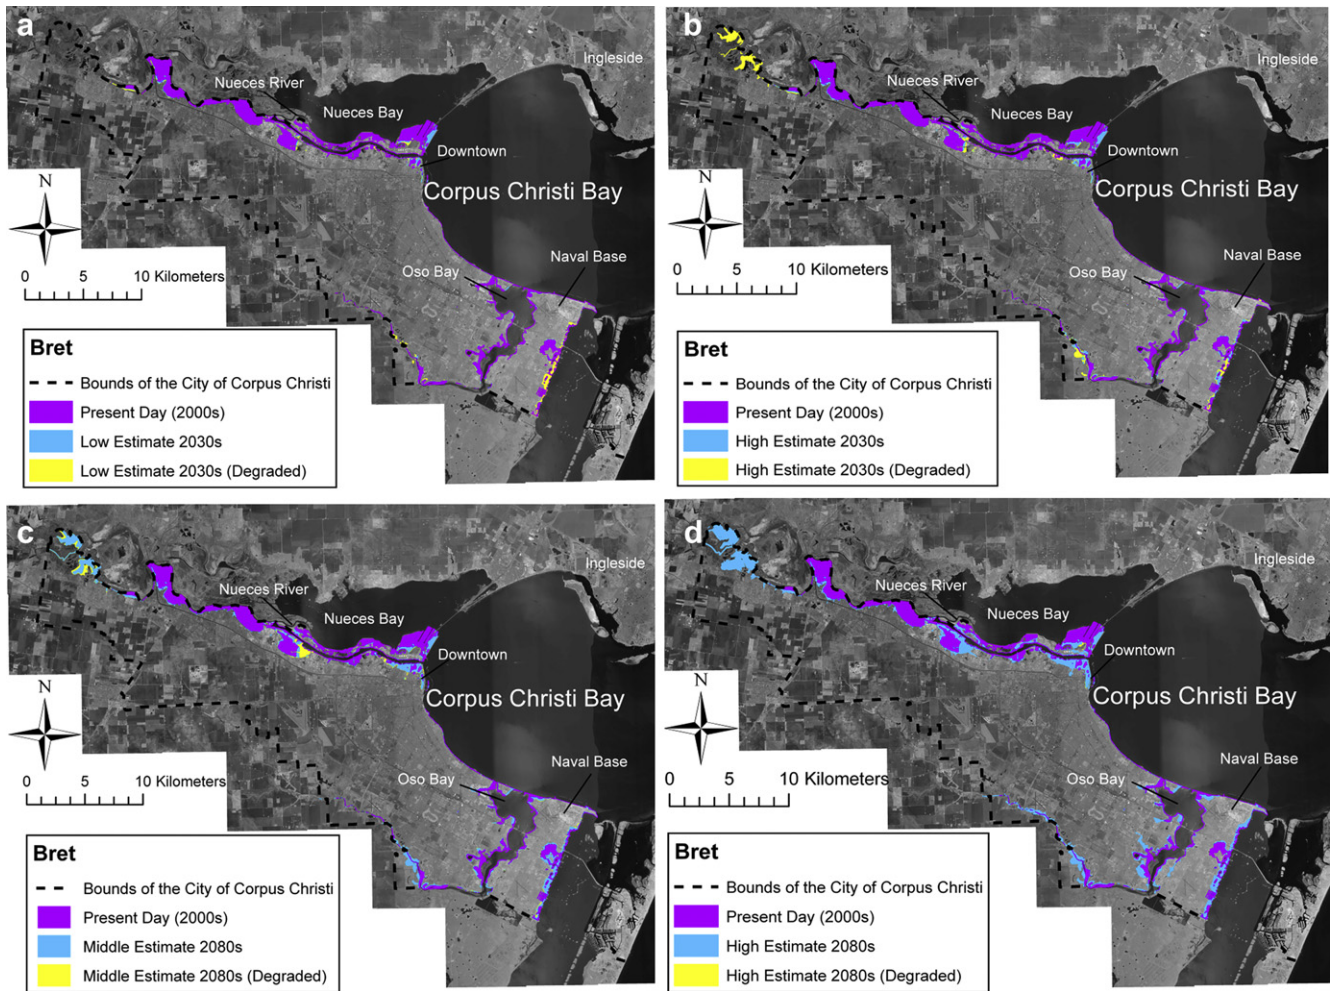 a
Ingleside
Nueces River
Nueces Bay
Downtown
Corpus Christi Bay
N
0 5 10 Kilometers
Oso Bay
Naval Base
Bret
Bounds of the City of Corpus Christi
Present Day (2000s)
Low Estimate 2030s
Low Estimate 2030s (Degraded)
b
Ingleside
Nueces River
Nueces Bay
Downtown
Corpus Christi Bay
N
0 5 10 Kilometers
Oso Bay
Naval Base
Bret
Bounds of the City of Corpus Christi
Present Day (2000s)
High Estimate 2030s
High Estimate 2030s (Degraded)
c
Ingleside
Nueces River
Nueces Bay
Downtown
Corpus Christi Bay
N
0 5 10 Kilometers
Oso Bay
Naval Base
Bret
Bounds of the City of Corpus Christi
Present Day (2000s)
Middle Estimate 2080s
Middle Estimate 2080s (Degraded)
d
Ingleside
Nueces River
Nueces Bay
Downtown
Corpus Christi Bay
N
0 5 10 Kilometers
Oso Bay
Naval Base
Bret
Bounds of the City of Corpus Christi
Present Day (2000s)
High Estimate 2080s
High Estimate 2080s (Degraded)